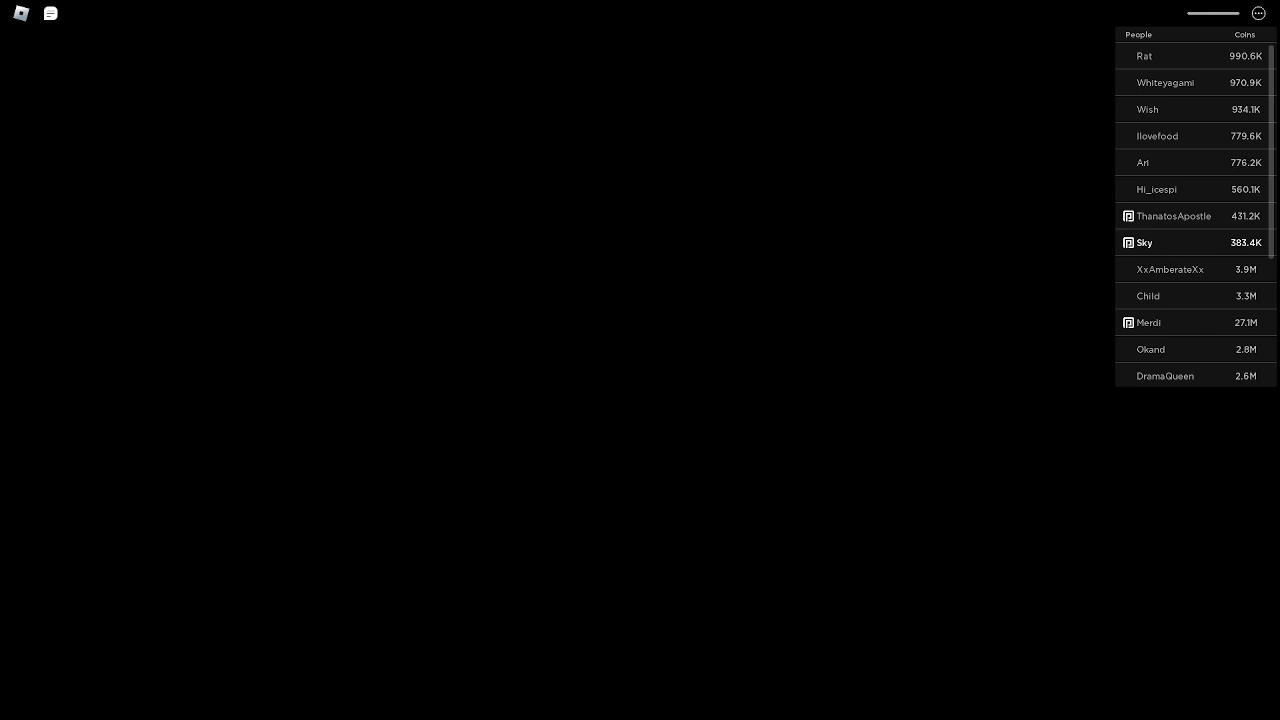 People Coins
Rat 990.6K
Whiteyagami 970.9K
Wish 934.1K
Ilovefood 779.6K
Ari 776.2K
Hi_icespi 560.1K
ThanatosApostle 431.2K
Sky 383.4K
XxAmberateXx 3.9M
Child 3.3M
Merdi 27.1M
Okand 2.8M
DramaQueen 2.6M